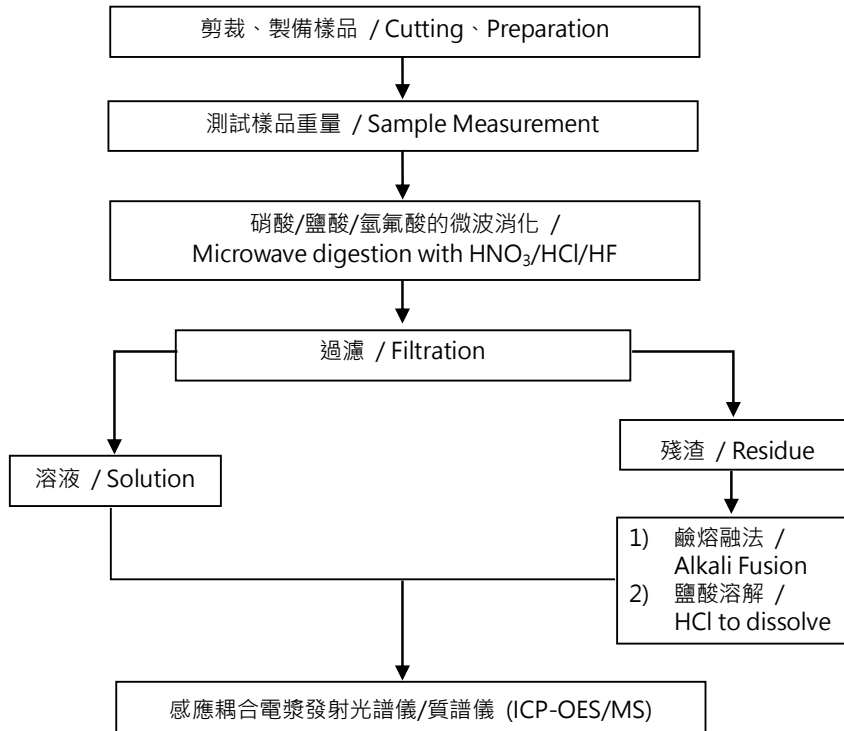 剪裁、製備樣品 / Cutting、Preparation
測試樣品重量 / Sample Measurement
硝酸/鹽酸/氫氟酸的微波消化 /
Microwave digestion with HNO₃/HCl/HF
過濾 / Filtration
溶液 / Solution
殘渣 / Residue
1) 鹼熔融法 /
Alkali Fusion
2) 鹽酸溶解 /
HCl to dissolve
感應耦合電漿發射光譜儀/質譜儀 (ICP-OES/MS)